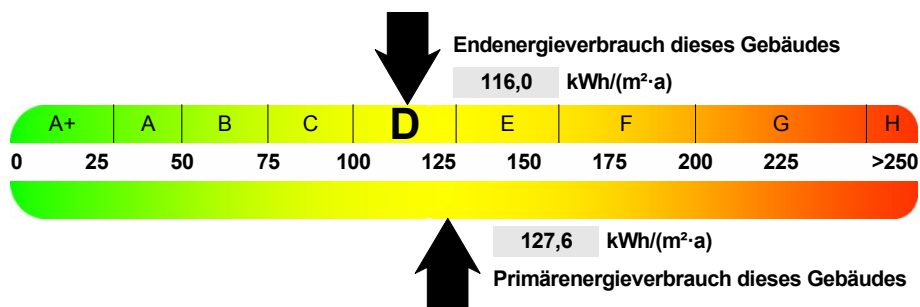 Endenergieverbrauch dieses Gebäudes
116,0 kWh/(m²·a)
A+ A B C D E F G H
0 25 50 75 100 125 150 175 200 225 >250
127,6 kWh/(m²·a)
Primärenergieverbrauch dieses Gebäudes